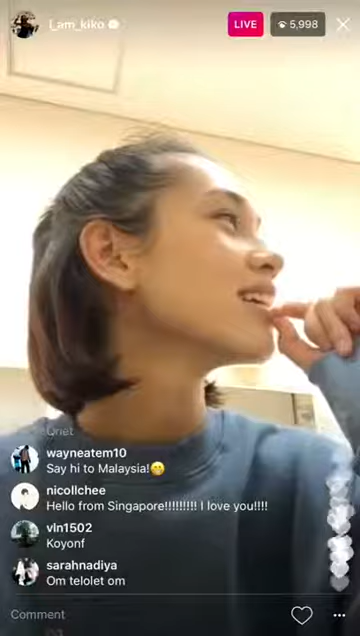 i_am_kiko
LIVE
5,998
Qriet
wayneatem10
Say hi to Malaysia!😁
nicollchee
Hello from Singapore!!!!!!!!! I love you!!!!
vln1502
Koyonf
sarahnadiya
Om telolet om
Comment